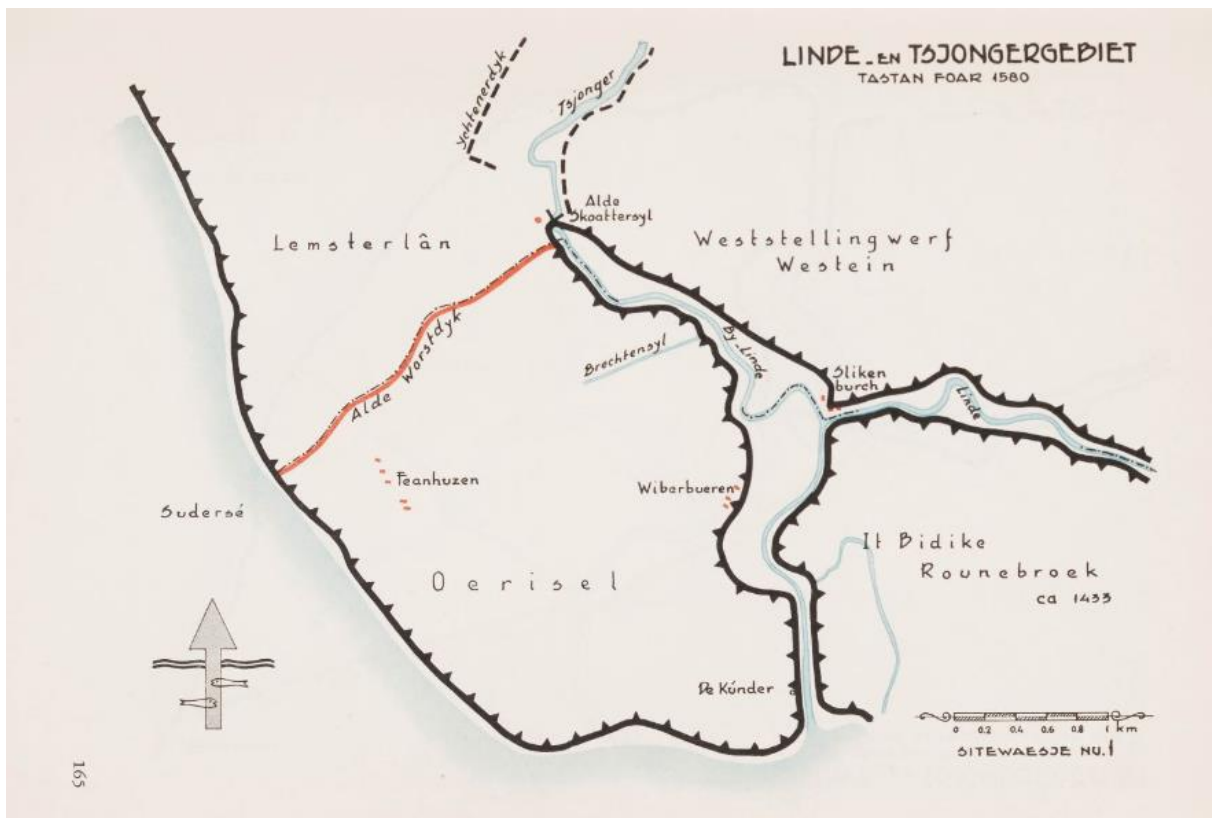 LINDE - EN TSJONGERGEBIET
TASTAN FOAR 1580
Ychtenerdyk
Tsjonger
Alde
Skoattersyl
Lemsterlân
Weststellingwerf
Westein
Alde Worstdyk
Brechtensyl
By-Linde
Sliken
burch
Linde
Feanhuzen
Wiberbueren
Sudersé
It Bidike
Rounebroek
ca 1433
Oerisel
De Kúnder
0 0.2 0.4 0.6 0.8 1 km
SITEWAESJE NU. 1
165